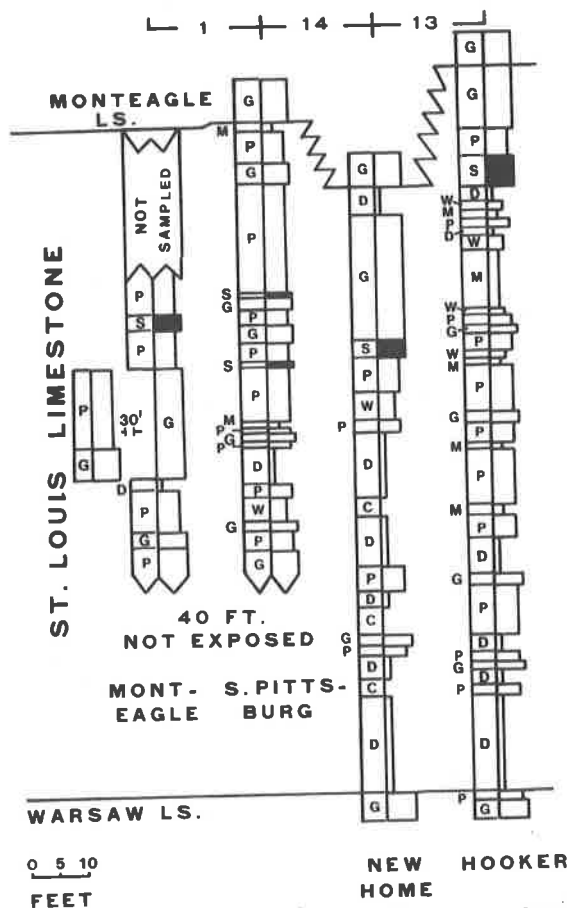 1 14 13
MONTEAGLE
LS.
ST. LOUIS LIMESTONE
P
G
30'
NOT
SAMPLED
P
S
P
G
D
P
G
P
G
M
P
G
P
S
G
P
G
P
S
P
M
P
G
P
D
P
W
G
P
G
40 FT.
NOT EXPOSED
MONT-
EAGLE
S. PITTS-
BURG
G
D
G
S
P
W
P
D
C
D
P
D
C
G
P
D
C
D
G
G
G
P
S
D
W
M
P
D
W
M
W
P
G
P
W
M
P
G
P
M
P
M
P
D
G
P
D
P
G
D
P
D
P
G
WARSAW LS.
0 5 10
FEET
NEW
HOME
HOOKER